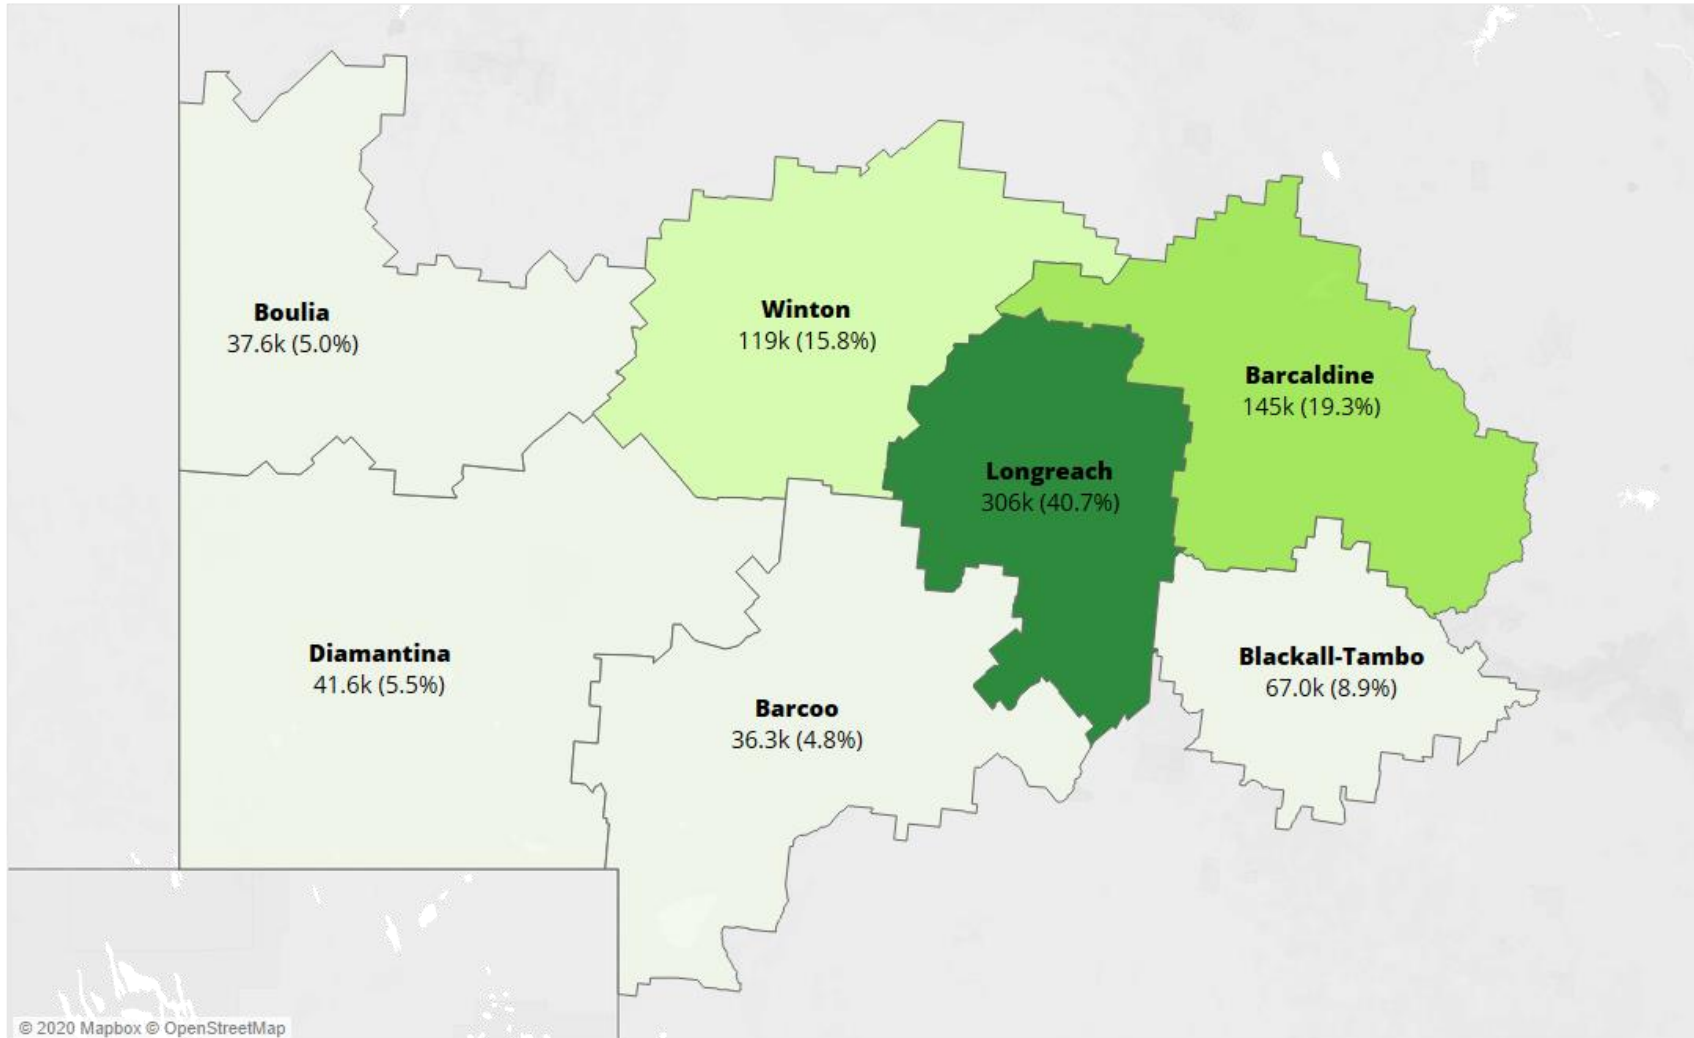 Boulia
37.6k (5.0%)
Winton
119k (15.8%)
Barcaldine
145k (19.3%)
Longreach
306k (40.7%)
Diamantina
41.6k (5.5%)
Barcoo
36.3k (4.8%)
Blackall-Tambo
67.0k (8.9%)
© 2020 Mapbox © OpenStreetMap